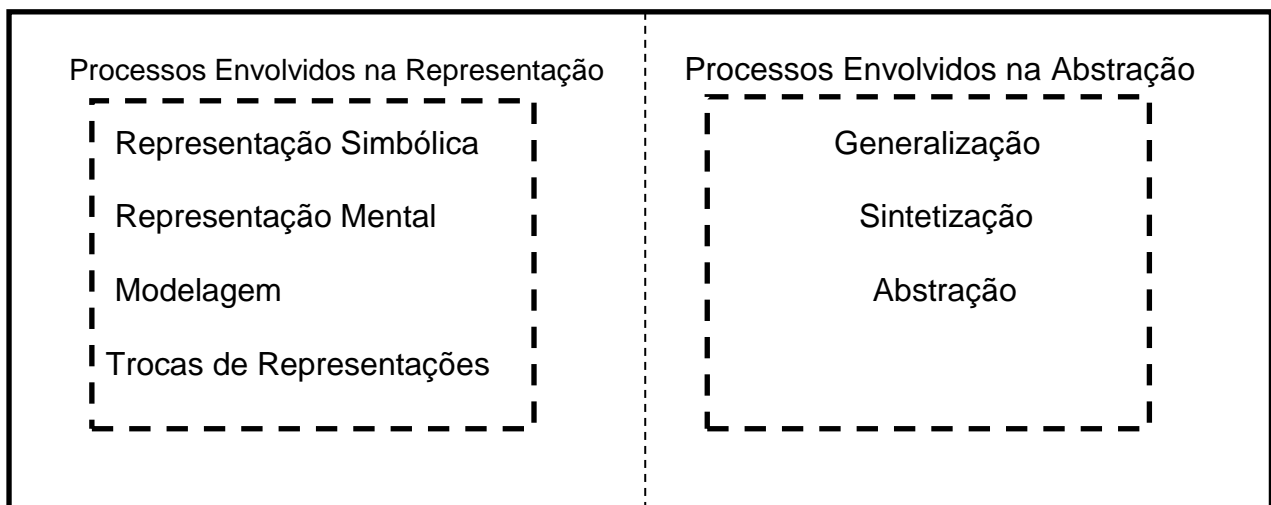 Processos Envolvidos na Representação
Representação Simbólica
Representação Mental
Modelagem
Trocas de Representações
Processos Envolvidos na Abstração
Generalização
Sintetização
Abstração